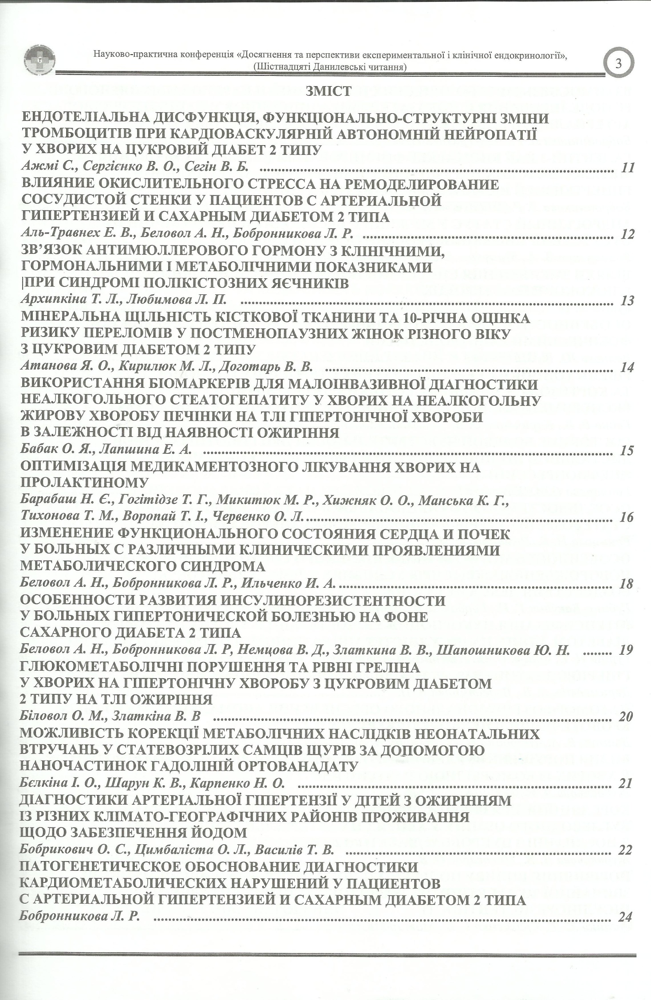 Науково-практична конференція «Досягнення та перспективи експериментальної і клінічної ендокринології»,
(Шістнадцяті Данилевські читання)
3
ЗМІСТ
ЕНДОТЕЛІАЛЬНА ДИСФУНКЦІЯ, ФУНКЦІОНАЛЬНО-СТРУКТУРНІ ЗМІНИ
ТРОМБОЦИТІВ ПРИ КАРДІОВАСКУЛЯРНІЙ АВТОНОМНІЙ НЕЙРОПАТІЇ
У ХВОРИХ НА ЦУКРОВИЙ ДІАБЕТ 2 ТИПУ
Ажмі С., Сергієнко В. О., Сегін В. Б. ........ 11
ВЛИЯНИЕ ОКИСЛИТЕЛЬНОГО СТРЕССА НА РЕМОДЕЛИРОВАНИЕ
СОСУДИСТОЙ СТЕНКИ У ПАЦИЕНТОВ С АРТЕРИАЛЬНОЙ
ГИПЕРТЕНЗИЕЙ И САХАРНЫМ ДИАБЕТОМ 2 ТИПА
Аль-Травнех Е. В., Беловол А. Н., Бобронникова Л. Р. ........ 12
ЗВ’ЯЗОК АНТИМЮЛЛЕРОВОГО ГОРМОНУ З КЛІНІЧНИМИ,
ГОРМОНАЛЬНИМИ І МЕТАБОЛІЧНИМИ ПОКАЗНИКАМИ
|ПРИ СИНДРОМІ ПОЛІКІСТОЗНИХ ЯЄЧНИКІВ
Архипкіна Т. Л., Любимова Л. П. ........ 13
МІНЕРАЛЬНА ЩІЛЬНІСТЬ КІСТКОВОЇ ТКАНИНИ ТА 10-РІЧНА ОЦІНКА
РИЗИКУ ПЕРЕЛОМІВ У ПОСТМЕНОПАУЗНИХ ЖІНОК РІЗНОГО ВІКУ
З ЦУКРОВИМ ДІАБЕТОМ 2 ТИПУ
Атанова Я. О., Кирилюк М. Л., Доготарь В. В. ........ 14
ВИКОРИСТАННЯ БІОМАРКЕРІВ ДЛЯ МАЛОІНВАЗИВНОЇ ДІАГНОСТИКИ
НЕАЛКОГОЛЬНОГО СТЕАТОГЕПАТИТУ У ХВОРИХ НА НЕАЛКОГОЛЬНУ
ЖИРОВУ ХВОРОБУ ПЕЧІНКИ НА ТЛІ ГІПЕРТОНІЧНОЇ ХВОРОБИ
В ЗАЛЕЖНОСТІ ВІД НАЯВНОСТІ ОЖИРІННЯ
Бабак О. Я., Лапшина Е. А. ........ 15
ОПТИМІЗАЦІЯ МЕДИКАМЕНТОЗНОГО ЛІКУВАННЯ ХВОРИХ НА
ПРОЛАКТИНОМУ
Барабаш Н. Є., Гогітідзе Т. Г., Микитюк М. Р., Хижняк О. О., Манська К. Г.,
Тихонова Т. М., Воропай Т. І., Червенко О. Л. ........ 16
ИЗМЕНЕНИЕ ФУНКЦИОНАЛЬНОГО СОСТОЯНИЯ СЕРДЦА И ПОЧЕК
У БОЛЬНЫХ С РАЗЛИЧНЫМИ КЛИНИЧЕСКИМИ ПРОЯВЛЕНИЯМИ
МЕТАБОЛИЧЕСКОГО СИНДРОМА
Беловол А. Н., Бобронникова Л. Р., Ильченко И. А. ........ 18
ОСОБЕННОСТИ РАЗВИТИЯ ИНСУЛИНОРЕЗИСТЕНТНОСТИ
У БОЛЬНЫХ ГИПЕРТОНИЧЕСКОЙ БОЛЕЗНЬЮ НА ФОНЕ
САХАРНОГО ДИАБЕТА 2 ТИПА
Беловол А. Н., Бобронникова Л. Р, Немцова В. Д., Златкина В. В., Шапошникова Ю. Н. ........ 19
ГЛЮКОМЕТАБОЛІЧНІ ПОРУШЕННЯ ТА РІВНІ ГРЕЛІНА
У ХВОРИХ НА ГІПЕРТОНІЧНУ ХВОРОБУ З ЦУКРОВИМ ДІАБЕТОМ
2 ТИПУ НА ТЛІ ОЖИРІННЯ
Біловол О. М., Златкіна В. В ........ 20
МОЖЛИВІСТЬ КОРЕКЦІЇ МЕТАБОЛІЧНИХ НАСЛІДКІВ НЕОНАТАЛЬНИХ
ВТРУЧАНЬ У СТАТЕВОЗРІЛИХ САМЦІВ ЩУРІВ ЗА ДОПОМОГОЮ
НАНОЧАСТИНОК ГАДОЛІНІЙ ОРТОВАНАДАТУ
Бєлкіна І. О., Шарун К. В., Карпенко Н. О. ........ 21
ДІАГНОСТИКИ АРТЕРІАЛЬНОЇ ГІПЕРТЕНЗІЇ У ДІТЕЙ З ОЖИРІННЯМ
ІЗ РІЗНИХ КЛІМАТО-ГЕОГРАФІЧНИХ РАЙОНІВ ПРОЖИВАННЯ
ЩОДО ЗАБЕЗПЕЧЕННЯ ЙОДОМ
Бобрикович О. С., Цимбаліста О. Л., Василів Т. В. ........ 22
ПАТОГЕНЕТИЧЕСКОЕ ОБОСНОВАНИЕ ДИАГНОСТИКИ
КАРДИОМЕТАБОЛИЧЕСКИХ НАРУШЕНИЙ У ПАЦИЕНТОВ
С АРТЕРИАЛЬНОЙ ГИПЕРТЕНЗИЕЙ И САХАРНЫМ ДИАБЕТОМ 2 ТИПА
Бобронникова Л. Р. ........ 24